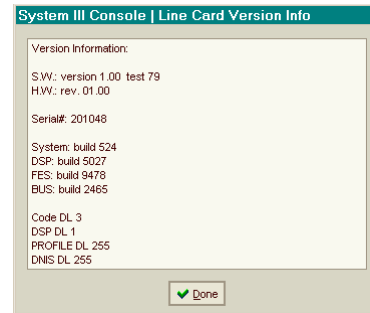 System III Console | Line Card Version Info
Version Information:
S.W.: version 1.00 test 79
H.W.: rev. 01.00
Serial#: 201048
System: build 524
DSP: build 5027
FES: build 9478
BUS: build 2465
Code DL 3
DSP DL 1
PROFILE DL 255
DNIS DL 255
Done